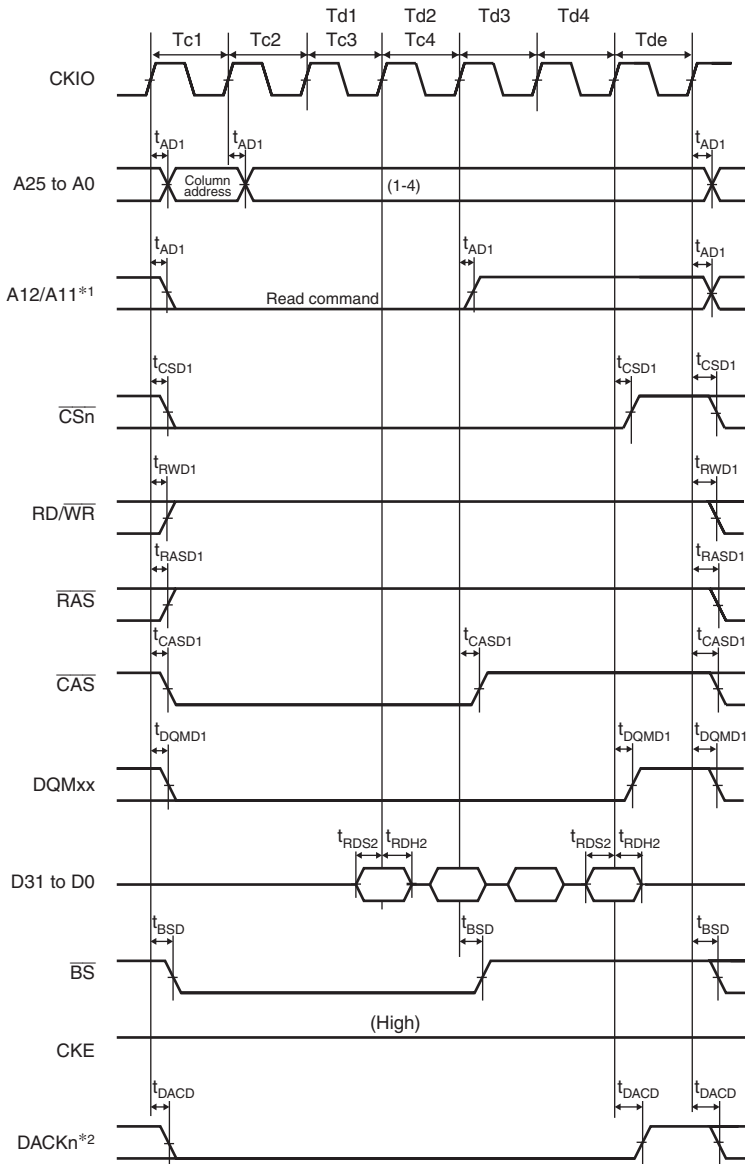 Td1 Td2 Td3 Td4
Tc1 Tc2 Tc3 Tc4 Tde
CKIO
tAD1 tAD1 tAD1
A25 to A0 Column address (1-4)
tAD1 tAD1 tAD1
A12/A11*1 Read command
tCSD1 tCSD1 tCSD1
CSn
tRWD1 tRWD1
RD/WR
tRASD1 tRASD1
RAS
tCASD1 tCASD1 tCASD1
CAS
tDQMD1 tDQMD1 tDQMD1
DQMxx
tRDS2 tRDH2 tRDS2 tRDH2
D31 to D0
tBSD tBSD tBSD
BS
(High)
CKE
tDACD tDACD tDACD
DACKn*2